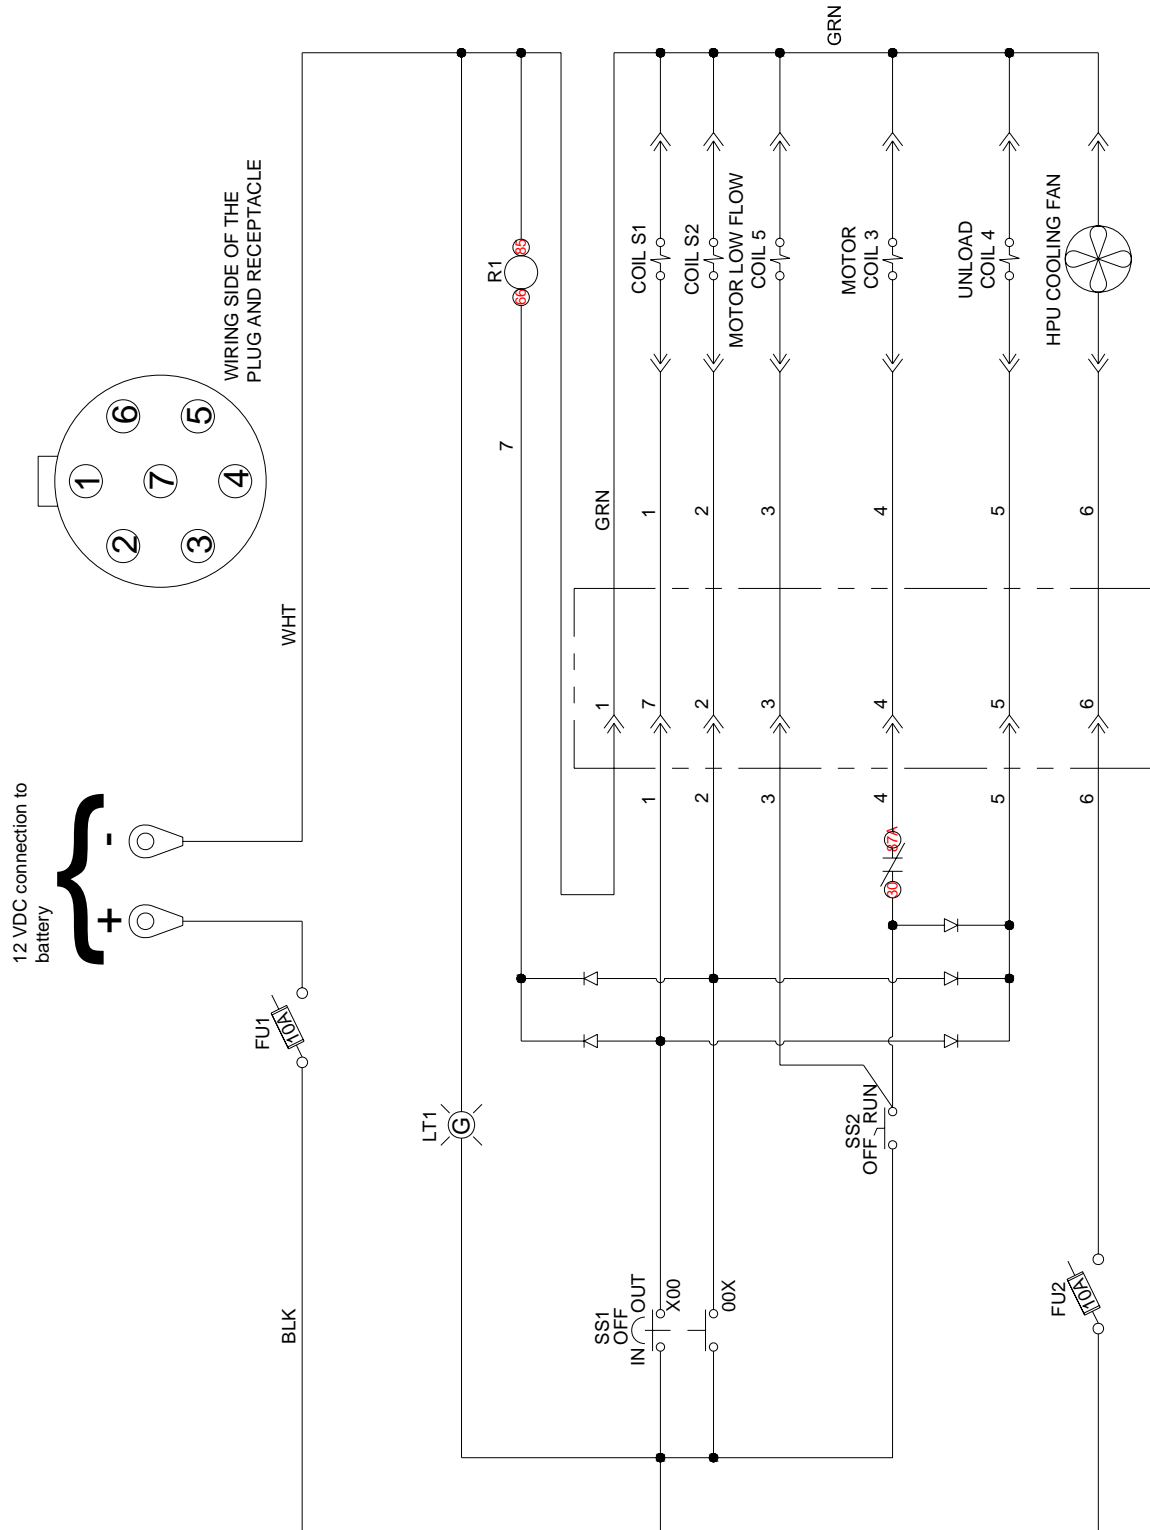 12 VDC connection to
battery
+
-
{
FU1
10A
BLK
WHT
WIRING SIDE OF THE
PLUG AND RECEPTACLE
1
2
3
4
5
6
7
LT1
G
7
R1
66
85
GRN
1
GRN
SS1
OFF
IN
OUT
X00
00X
1
7
1
COIL S1
2
2
2
COIL S2
3
3
3
MOTOR LOW FLOW
COIL 5
SS2
OFF
RUN
30
87A
4
4
4
MOTOR
COIL 3
5
5
5
UNLOAD
COIL 4
FU2
10A
6
6
6
HPU COOLING FAN